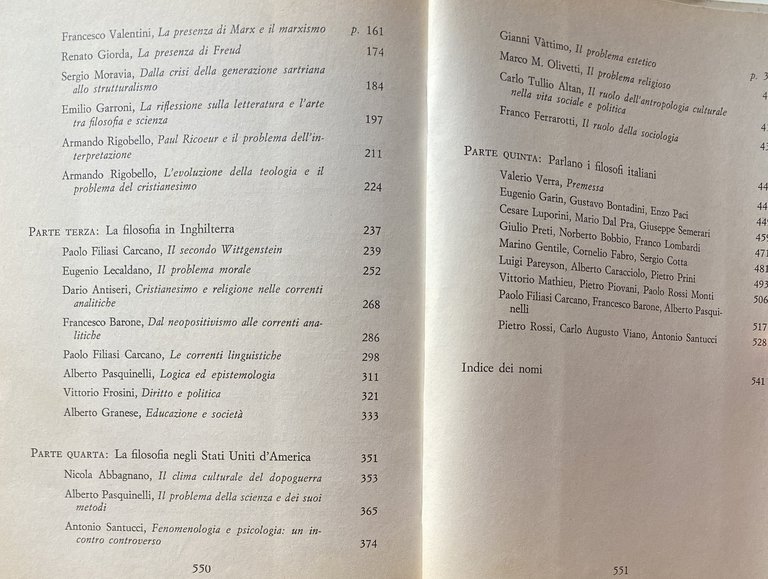 Francesco Valentini, La presenza di Marx e il marxismo p. 161
Renato Giorda, La presenza di Freud 174
Sergio Moravia, Dalla crisi della generazione sartriana
allo strutturalismo 184
Emilio Garroni, La riflessione sulla letteratura e l'arte
tra filosofia e scienza 197
Armando Rigobello, Paul Ricoeur e il problema dell'in-
terpretazione 211
Armando Rigobello, L'evoluzione della teologia e il
problema del cristianesimo 224
PARTE TERZA: La filosofia in Inghilterra 237
Paolo Filiasi Carcano, Il secondo Wittgenstein 239
Eugenio Lecaldano, Il problema morale 252
Dario Antiseri, Cristianesimo e religione nelle correnti
analitiche 268
Francesco Barone, Dal neopositivismo alle correnti ana-
litiche 286
Paolo Filiasi Carcano, Le correnti linguistiche 298
Alberto Pasquinelli, Logica ed epistemologia 311
Vittorio Frosini, Diritto e politica 321
Alberto Granese, Educazione e società 333
PARTE QUARTA: La filosofia negli Stati Uniti d'America 351
Nicola Abbagnano, Il clima culturale del dopoguerra 353
Alberto Pasquinelli, Il problema della scienza e dei suoi
metodi 365
Antonio Santucci, Fenomenologia e psicologia: un in-
contro controverso 374
550
Gianni Vàttimo, Il problema estetico
Marco M. Olivetti, Il problema religioso p.
Carlo Tullio Altan, Il ruolo dell'antropologia culturale
nella vita sociale e politica
Franco Ferrarotti, Il ruolo della sociologia
PARTE QUINTA: Parlano i filosofi italiani
Valerio Verra, Premessa
Eugenio Garin, Gustavo Bontadini, Enzo Paci
Cesare Luporini, Mario Dal Pra, Giuseppe Semerari 449
Giulio Preti, Norberto Bobbio, Franco Lombardi 459
Marino Gentile, Cornelio Fabro, Sergio Cotta 471
Luigi Pareyson, Alberto Caracciolo, Pietro Prini 481
Vittorio Mathieu, Pietro Piovani, Paolo Rossi Monti 493
Paolo Filiasi Carcano, Francesco Barone, Alberto Pasqui- 506
nelli 517
Pietro Rossi, Carlo Augusto Viano, Antonio Santucci 528
Indice dei nomi 541
551